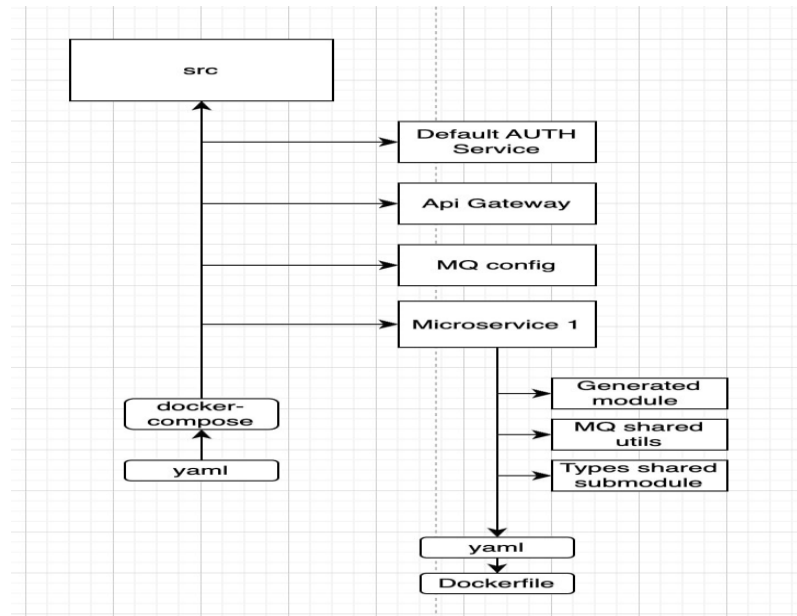 src
Default AUTH
Service
Api Gateway
MQ config
Microservice 1
Generated
module
docker-
compose
MQ shared
utils
yaml
Types shared
submodule
yaml
Dockerfile